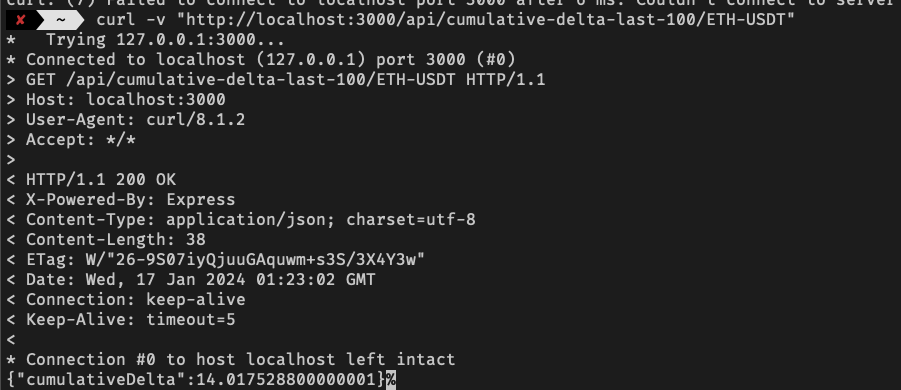 curl: (7) Failed to connect to localhost port 3000 after 6 ms: Couldn't connect to server
✘ ~ curl -v "http://localhost:3000/api/cumulative-delta-last-100/ETH-USDT"
*   Trying 127.0.0.1:3000...
* Connected to localhost (127.0.0.1) port 3000 (#0)
> GET /api/cumulative-delta-last-100/ETH-USDT HTTP/1.1
> Host: localhost:3000
> User-Agent: curl/8.1.2
> Accept: */*
>
< HTTP/1.1 200 OK
< X-Powered-By: Express
< Content-Type: application/json; charset=utf-8
< Content-Length: 38
< ETag: W/"26-9S07iyQjuuGAquwm+s3S/3X4Y3w"
< Date: Wed, 17 Jan 2024 01:23:02 GMT
< Connection: keep-alive
< Keep-Alive: timeout=5
<
* Connection #0 to host localhost left intact
{"cumulativeDelta":14.017528800000001}%